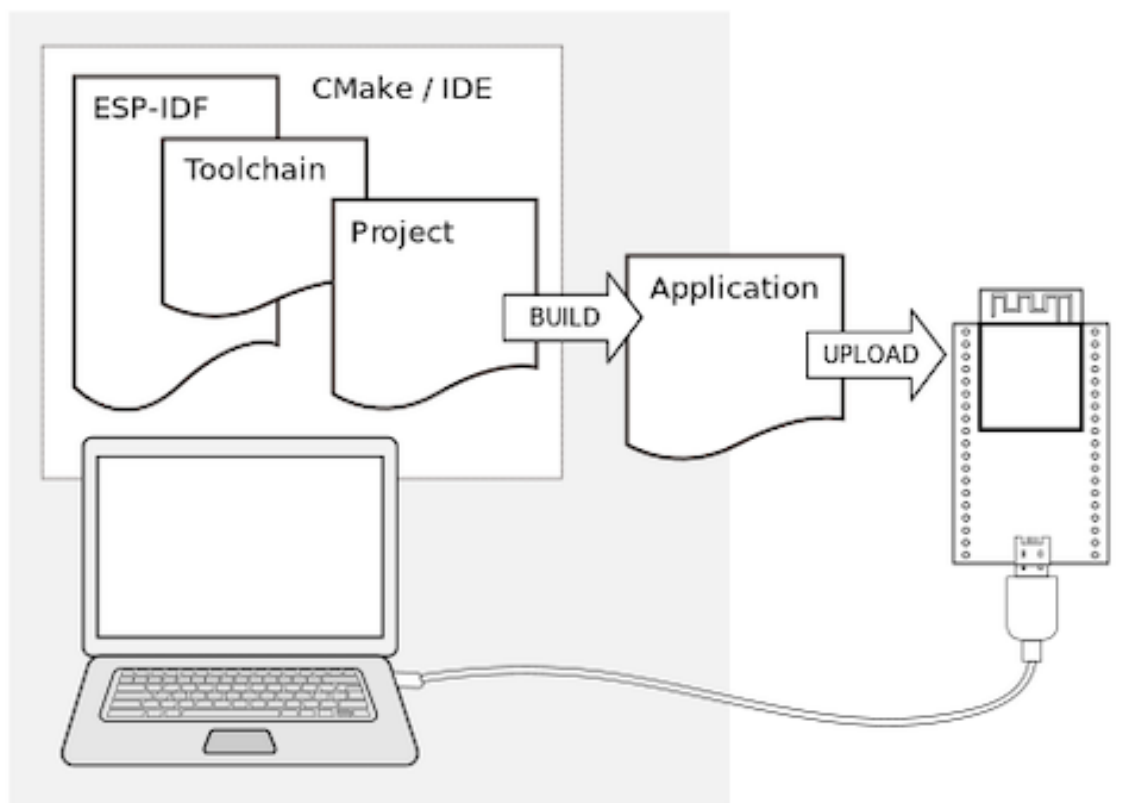 CMake / IDE
ESP-IDF
Toolchain
Project
BUILD
Application
UPLOAD